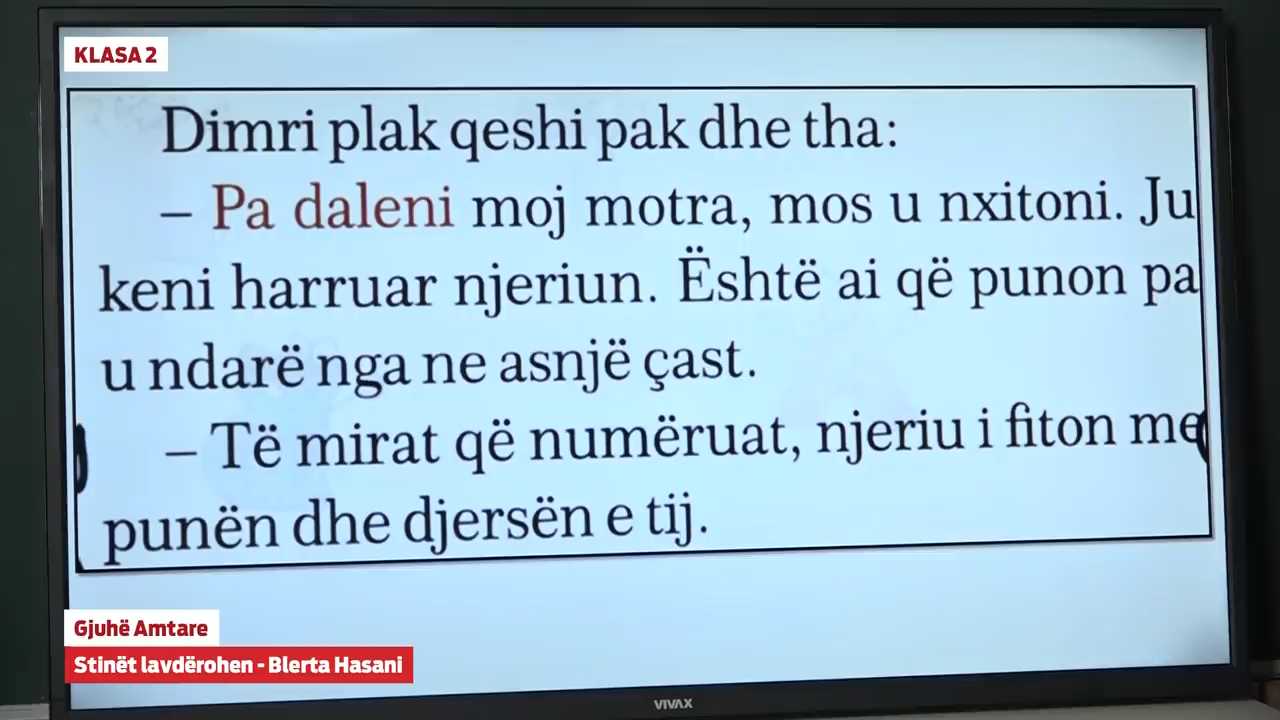 KLASA 2
Dimri plak qeshi pak dhe tha:
– Pa daleni moj motra, mos u nxitoni. Ju
keni harruar njeriun. Është ai që punon pa
u ndarë nga ne asnjë çast.
– Të mirat që numëruat, njeriu i fiton me
punën dhe djersën e tij.
Gjuhë Amtare
Stinët lavdërohen - Blerta Hasani
VIVAX